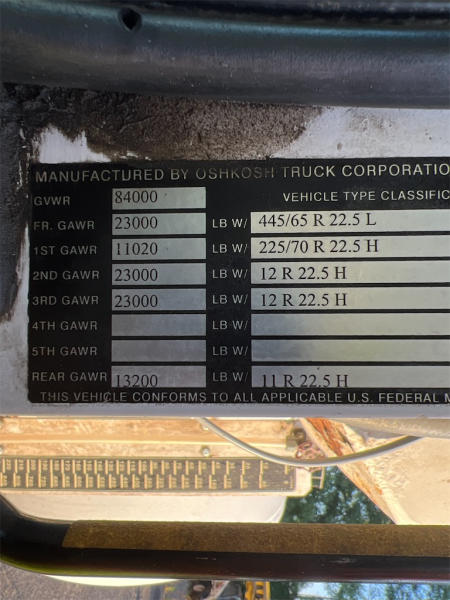 MANUFACTURED BY OSHKOSH TRUCK CORPORATIO
GVWR 84000 VEHICLE TYPE CLASSIFIC
FR. GAWR 23000 LB W/ 445/65 R 22.5 L
1ST GAWR 11020 LB W/ 225/70 R 22.5 H
2ND GAWR 23000 LB W/ 12 R 22.5 H
3RD GAWR 23000 LB W/ 12 R 22.5 H
4TH GAWR LB W/
5TH GAWR LB W/
REAR GAWR 13200 LB W/ 11 R 22.5 H
THIS VEHICLE CONFORMS TO ALL APPLICABLE U.S. FEDERAL M